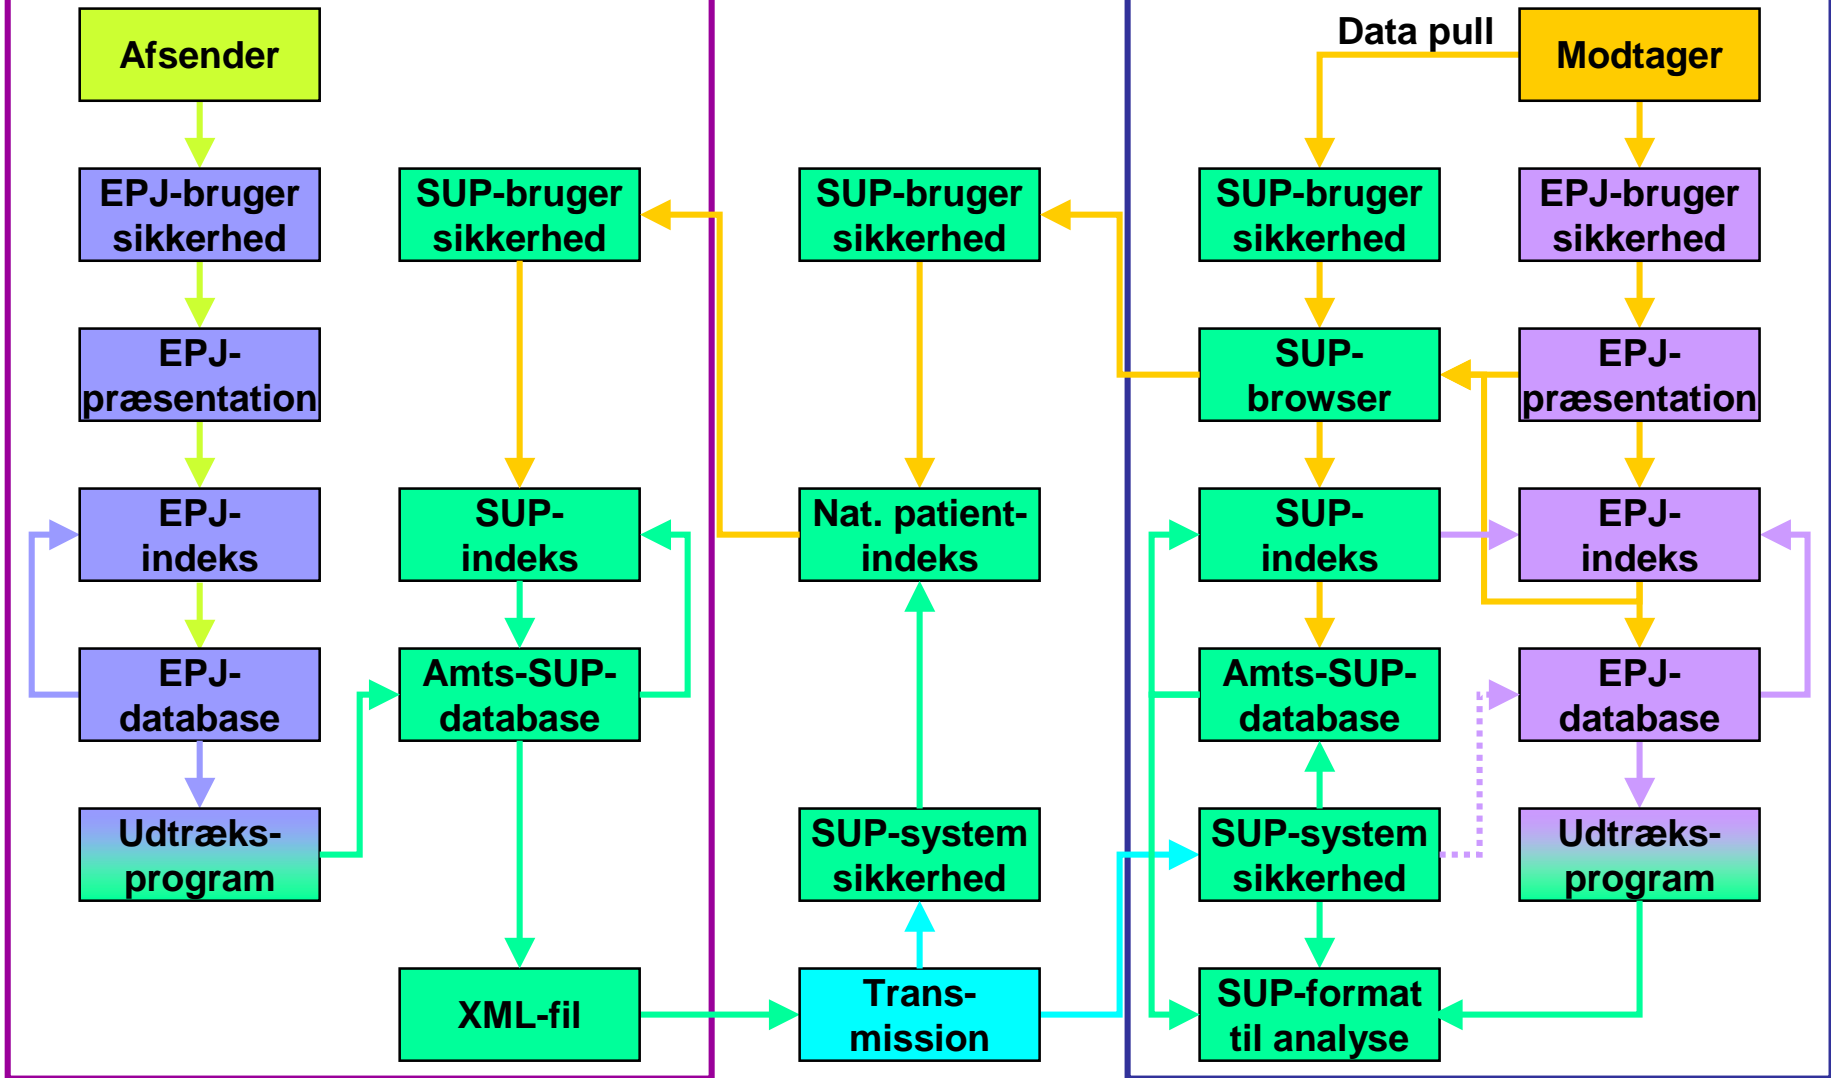 Afsender
Data pull
Modtager
EPJ-bruger
sikkerhed
SUP-bruger
sikkerhed
SUP-bruger
sikkerhed
SUP-bruger
sikkerhed
EPJ-bruger
sikkerhed
EPJ-
præsentation
SUP-
browser
EPJ-
præsentation
EPJ-
indeks
SUP-
indeks
Nat. patient-
indeks
SUP-
indeks
EPJ-
indeks
EPJ-
database
Amts-SUP-
database
Amts-SUP-
database
EPJ-
database
Udtræks-
program
SUP-system
sikkerhed
SUP-system
sikkerhed
Udtræks-
program
XML-fil
Trans-
mission
SUP-format
til analyse